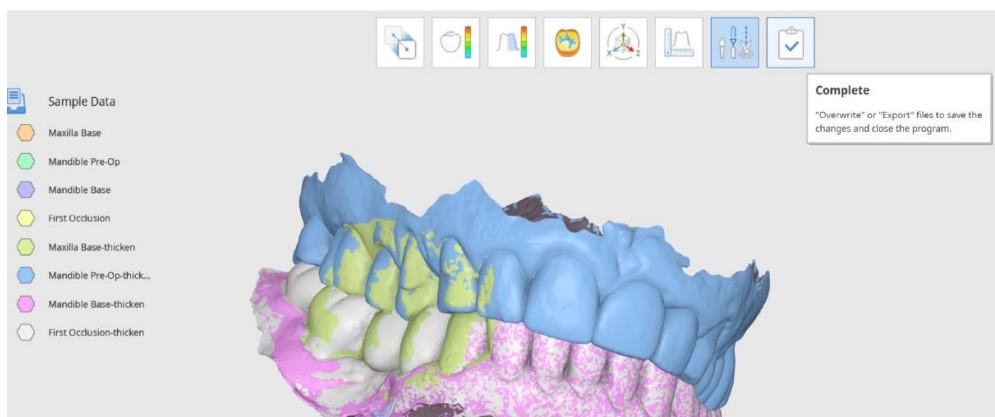 Complete
"Overwrite" or "Export" files to save the
changes and close the program.
Sample Data
Maxilla Base
Mandible Pre-Op
Mandible Base
First Occlusion
Maxilla Base-thicken
Mandible Pre-Op-thick...
Mandible Base-thicken
First Occlusion-thicken
Y
X
Z